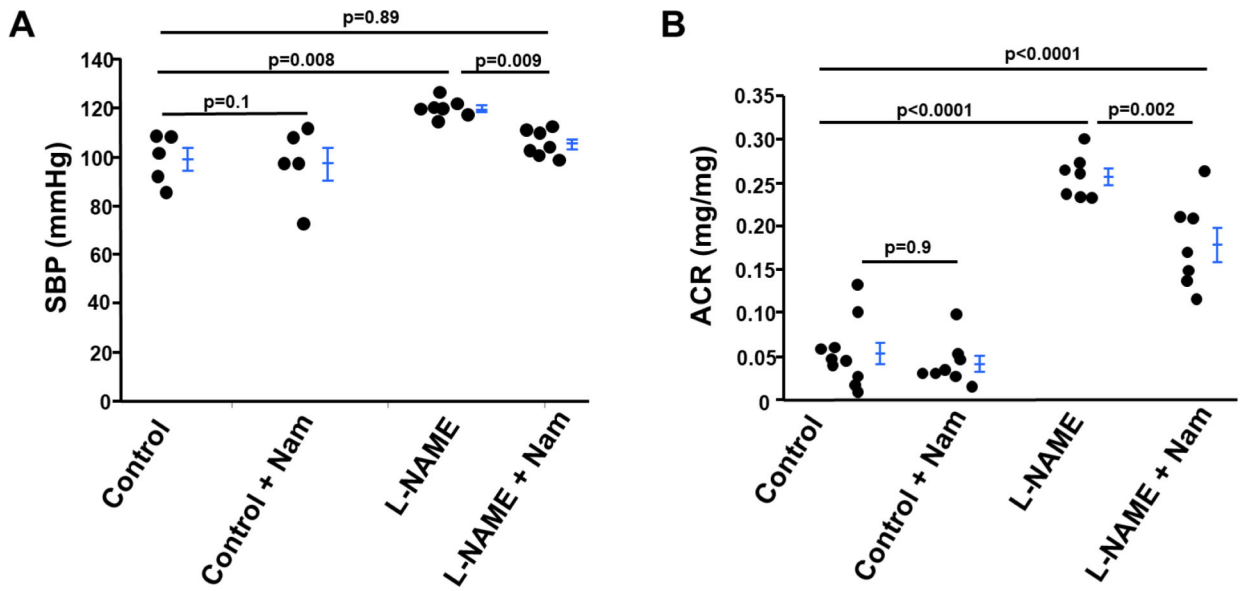 A
p=0.89
p=0.008
p=0.009
p=0.1
SBP (mmHg)
140
120
100
80
60
40
20
0
Control
Control + Nam
L-NAME
L-NAME + Nam
B
p<0.0001
p<0.0001
p=0.002
p=0.9
ACR (mg/mg)
0.35
0.30
0.25
0.20
0.15
0.10
0.05
0
Control
Control + Nam
L-NAME
L-NAME + Nam